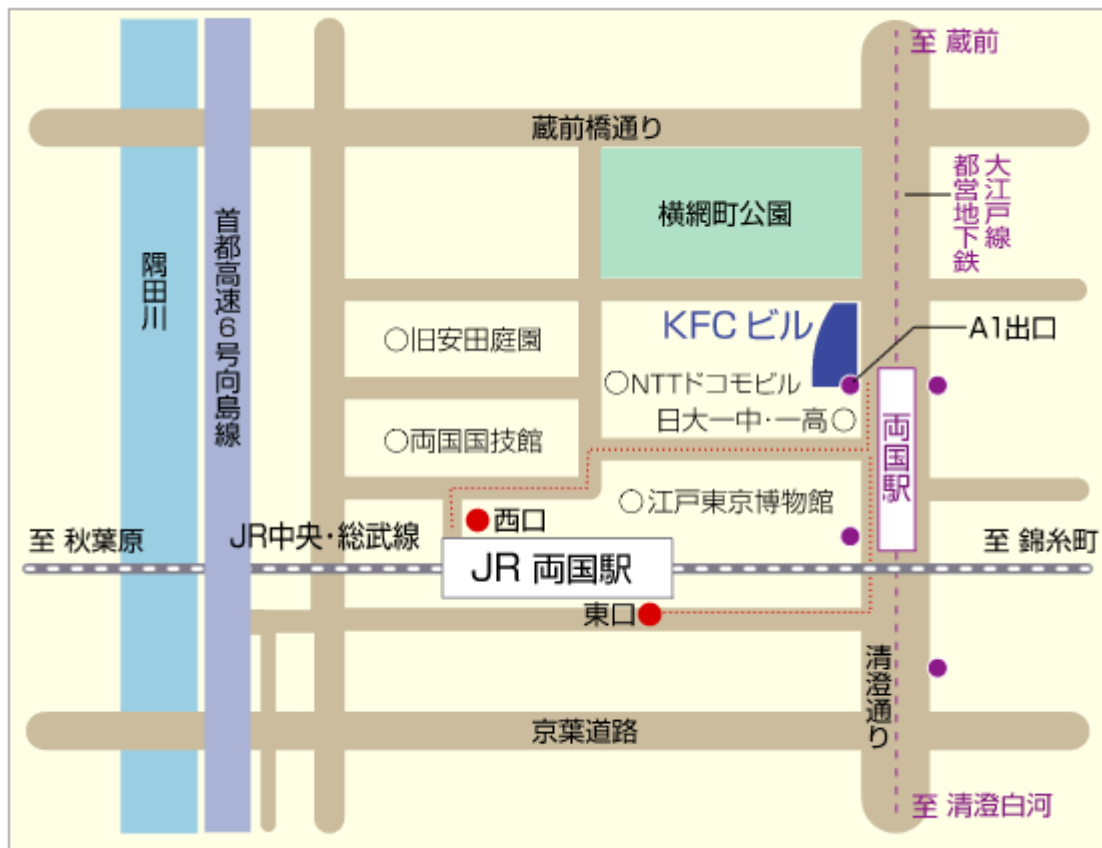 至 蔵前
蔵前橋通り
大江戸線
都営地下鉄
横網町公園
首都高速6号向島線
隅田川
KFC ビル
A1出口
○旧安田庭園
○NTTドコモビル
日大一中・一高○
○両国国技館
両国駅
○江戸東京博物館
西口
JR中央・総武線
至 秋葉原
至 錦糸町
JR 両国駅
東口
清澄通り
京葉道路
至 清澄白河